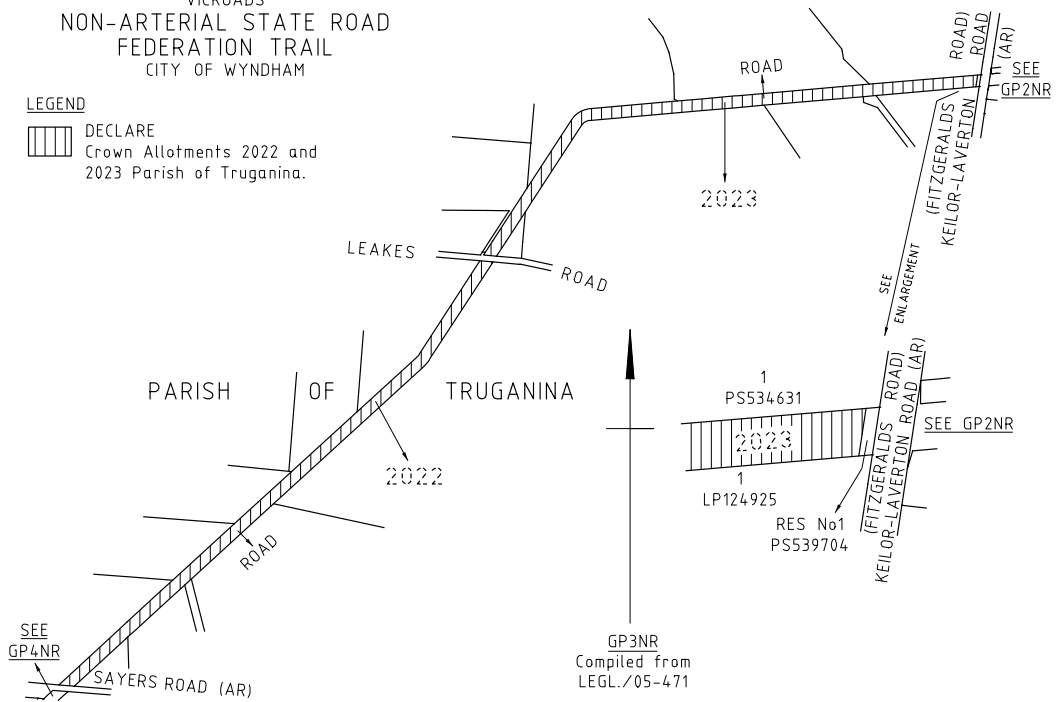 VICROADS
NON-ARTERIAL STATE ROAD
FEDERATION TRAIL
CITY OF WYNDHAM
LEGEND
DECLARE
Crown Allotments 2022 and
2023 Parish of Truganina.
ROAD
ROAD)
ROAD
(AR)
SEE
GP2NR
(FITZGERALDS
KEILOR-LAVERTON
2023
LEAKES
ROAD
SEE
ENLARGEMENT
PARISH OF TRUGANINA
1
PS534631
2023
1
LP124925
RES No1
PS539704
(FITZGERALDS ROAD)
KEILOR-LAVERTON ROAD (AR)
SEE GP2NR
2022
ROAD
SEE
GP4NR
SAYERS ROAD (AR)
GP3NR
Compiled from
LEGL./05-471